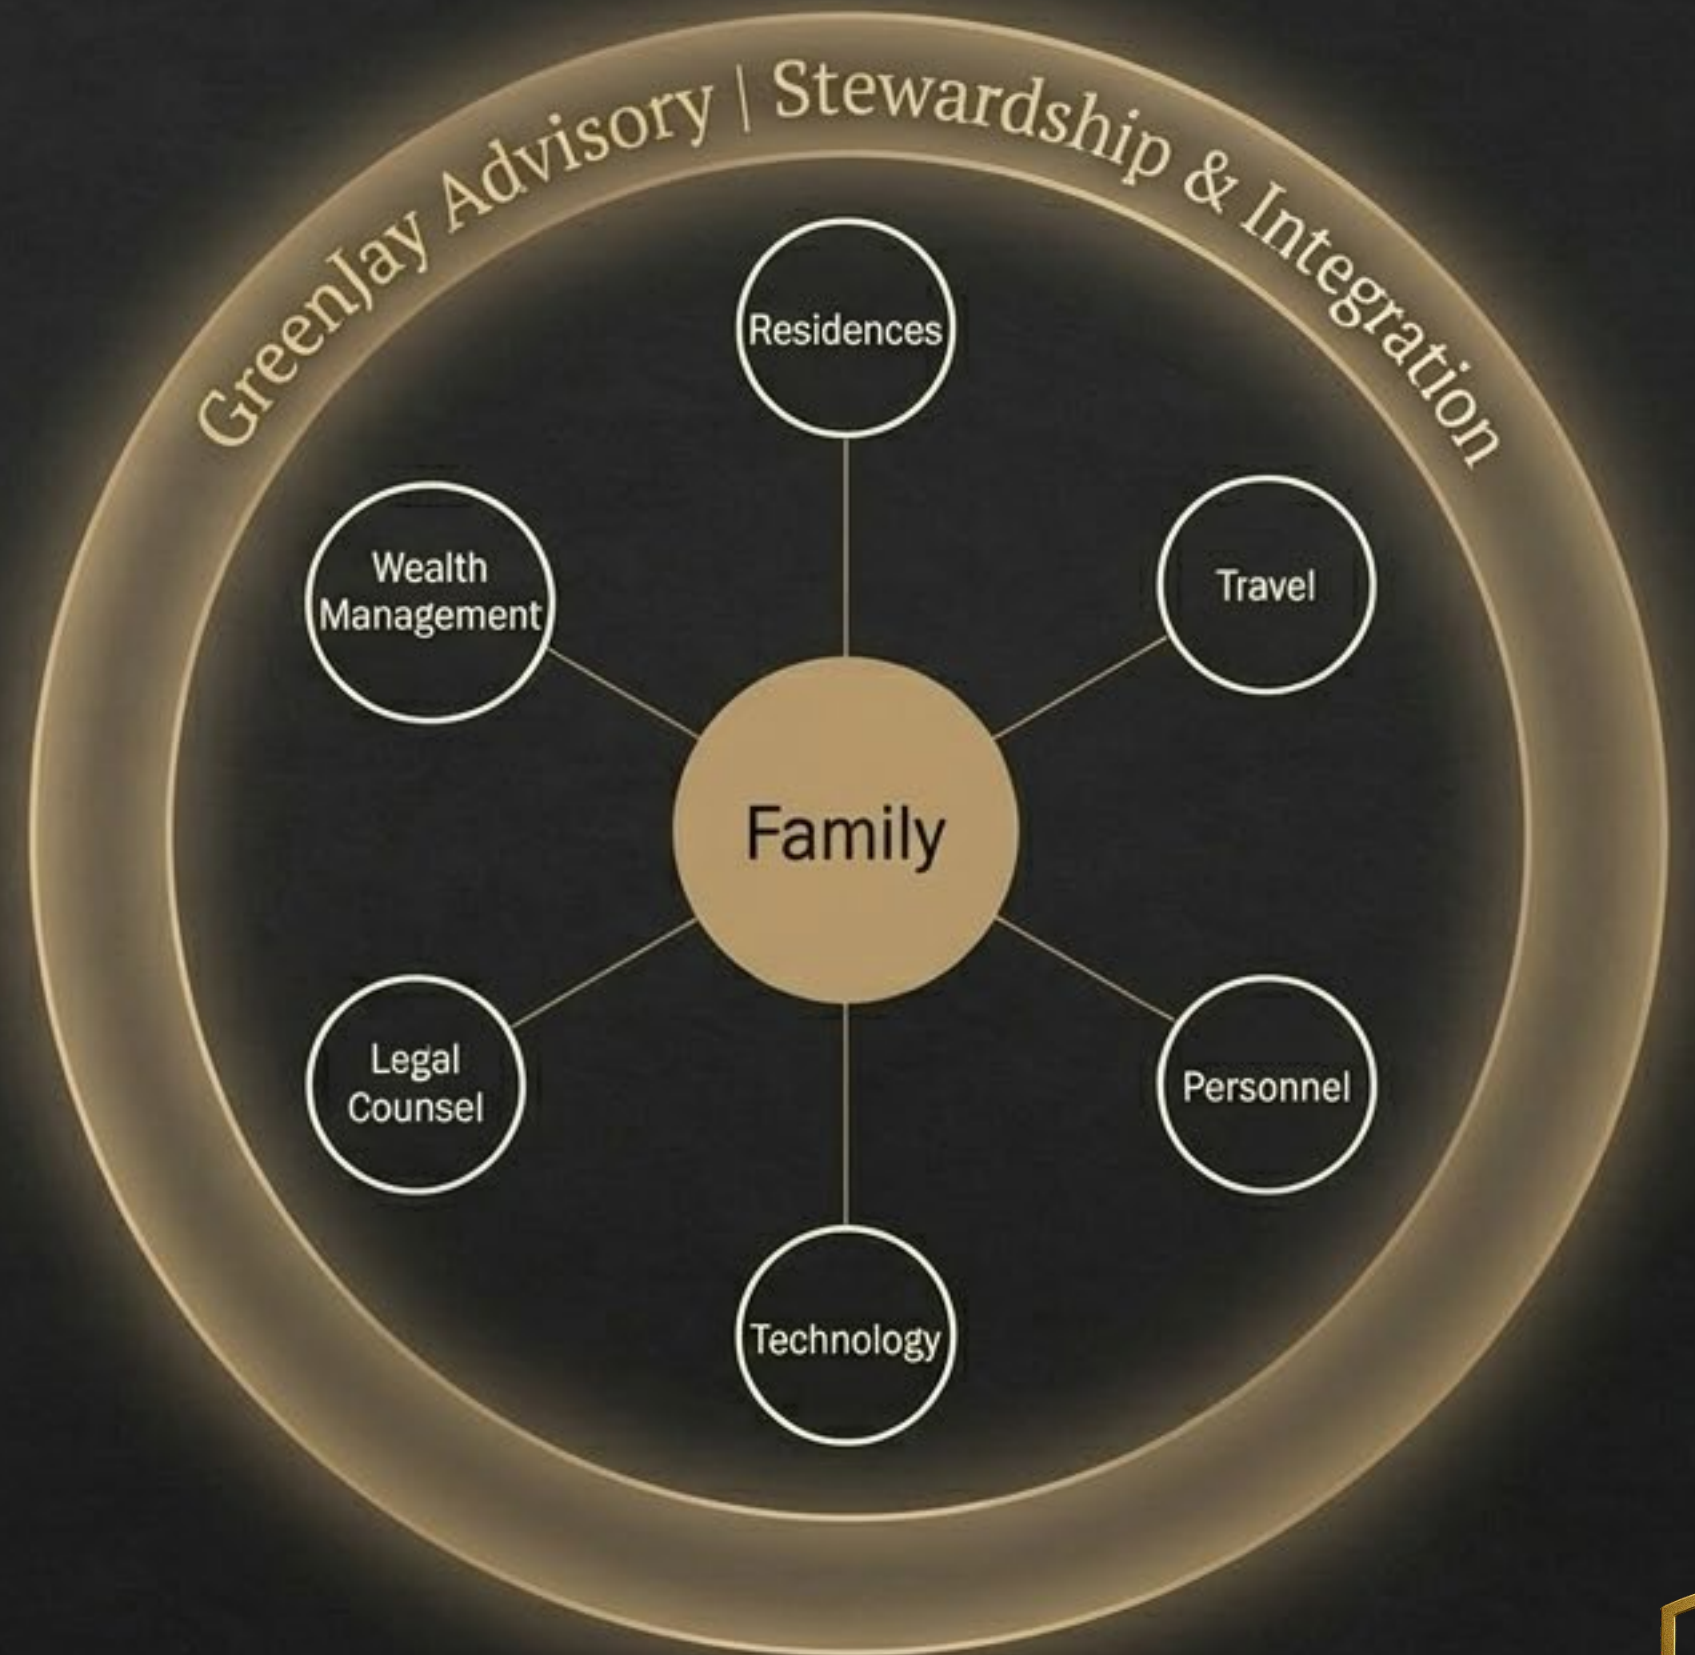 GreenJay Advisory | Stewardship & Integration
Residences
Wealth
Management
Travel
Family
Legal
Counsel
Personnel
Technology